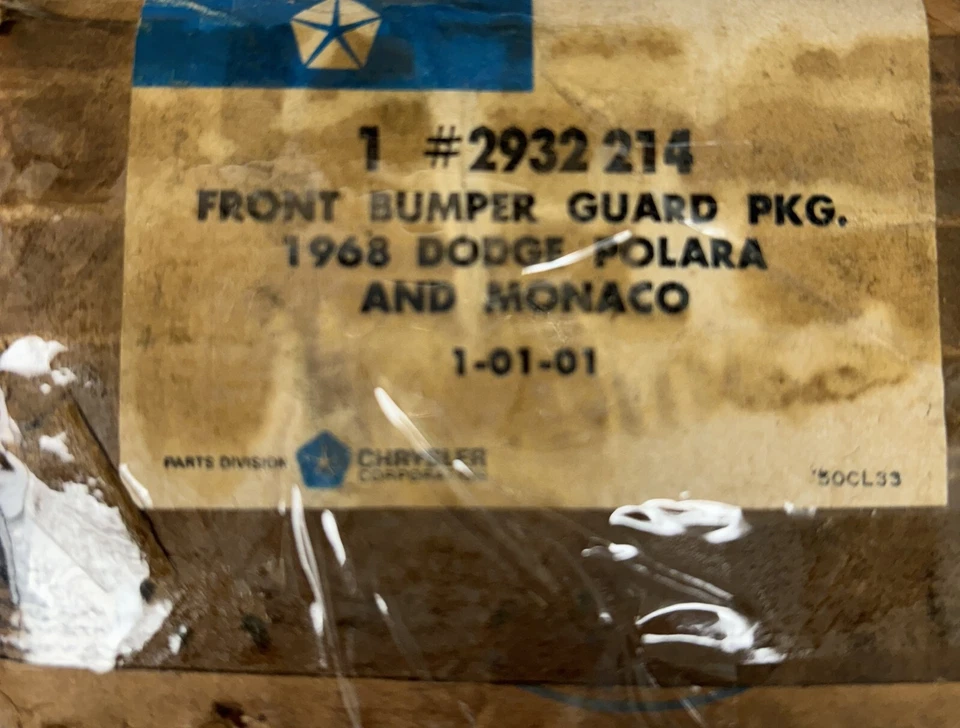 1 #2932 214
FRONT BUMPER GUARD PKG.
1968 DODGE POLARA
AND MONACO
1-01-01
PARTS DIVISION CHRYSLER
CORPORATION
50CL33